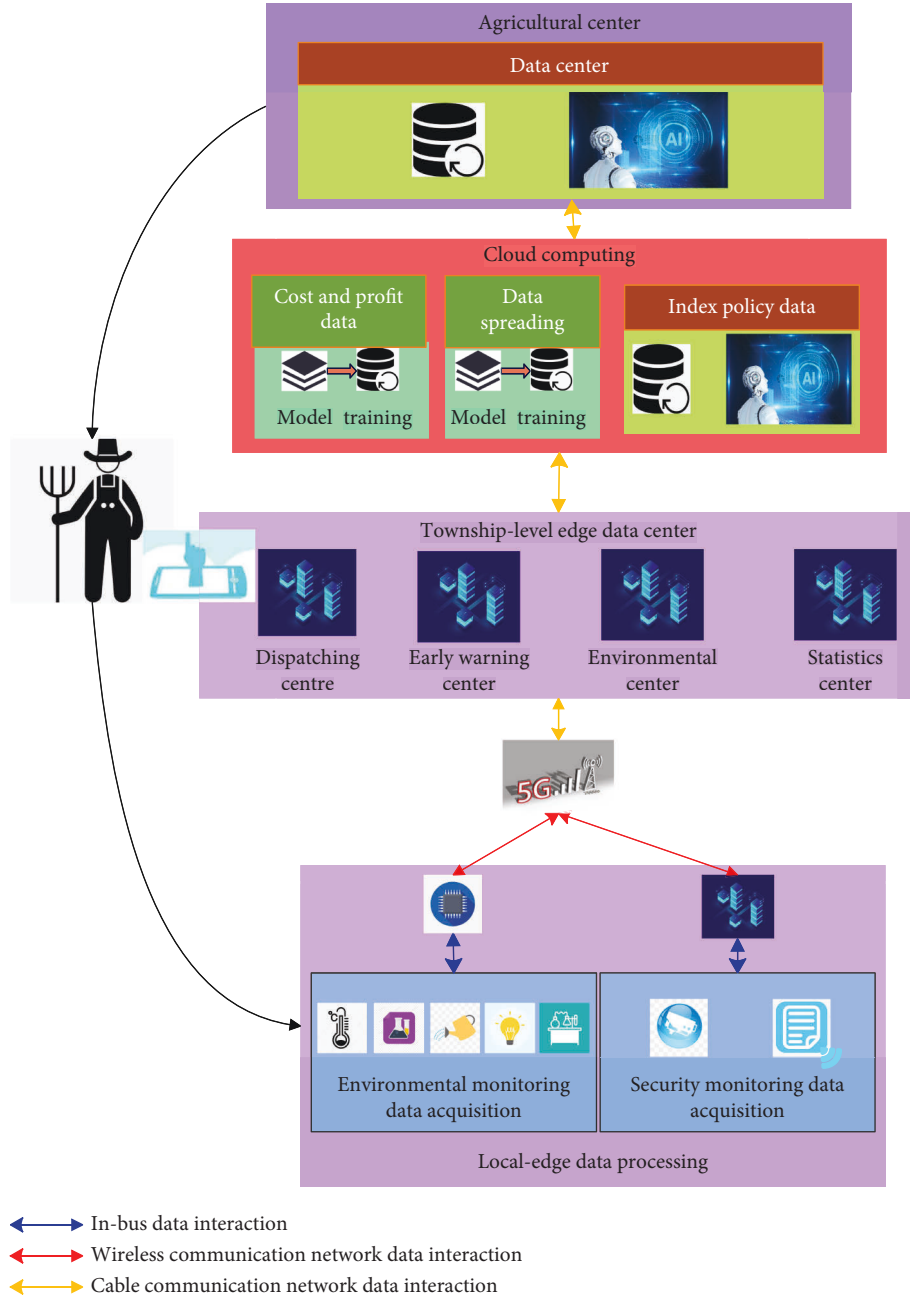 Agricultural center
Data center
AI
Cloud computing
Cost and profit
data
Data
spreading
Index policy data
AI
Model training
Model training
Township-level edge data center
Dispatching
centre
Early warning
center
Environmental
center
Statistics
center
5G
°C
Environmental monitoring
data acquisition
Security monitoring data
acquisition
Local-edge data processing
In-bus data interaction
Wireless communication network data interaction
Cable communication network data interaction